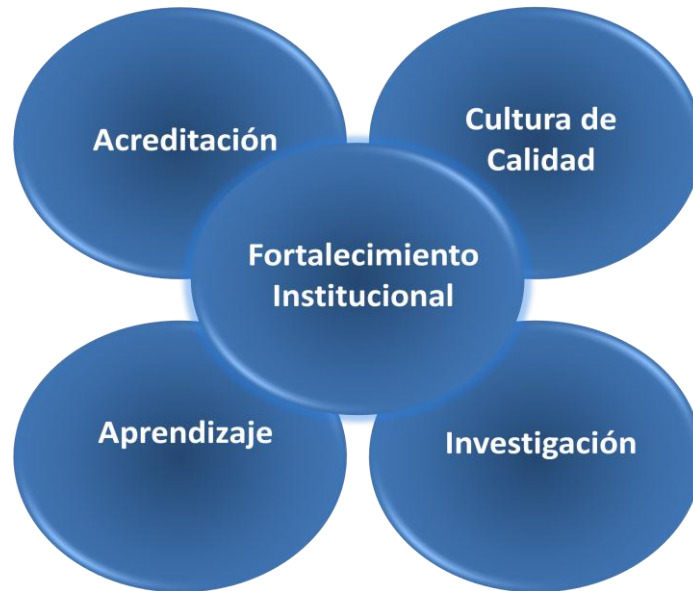 Acreditación
Cultura de
Calidad
Fortalecimiento
Institucional
Aprendizaje
Investigación